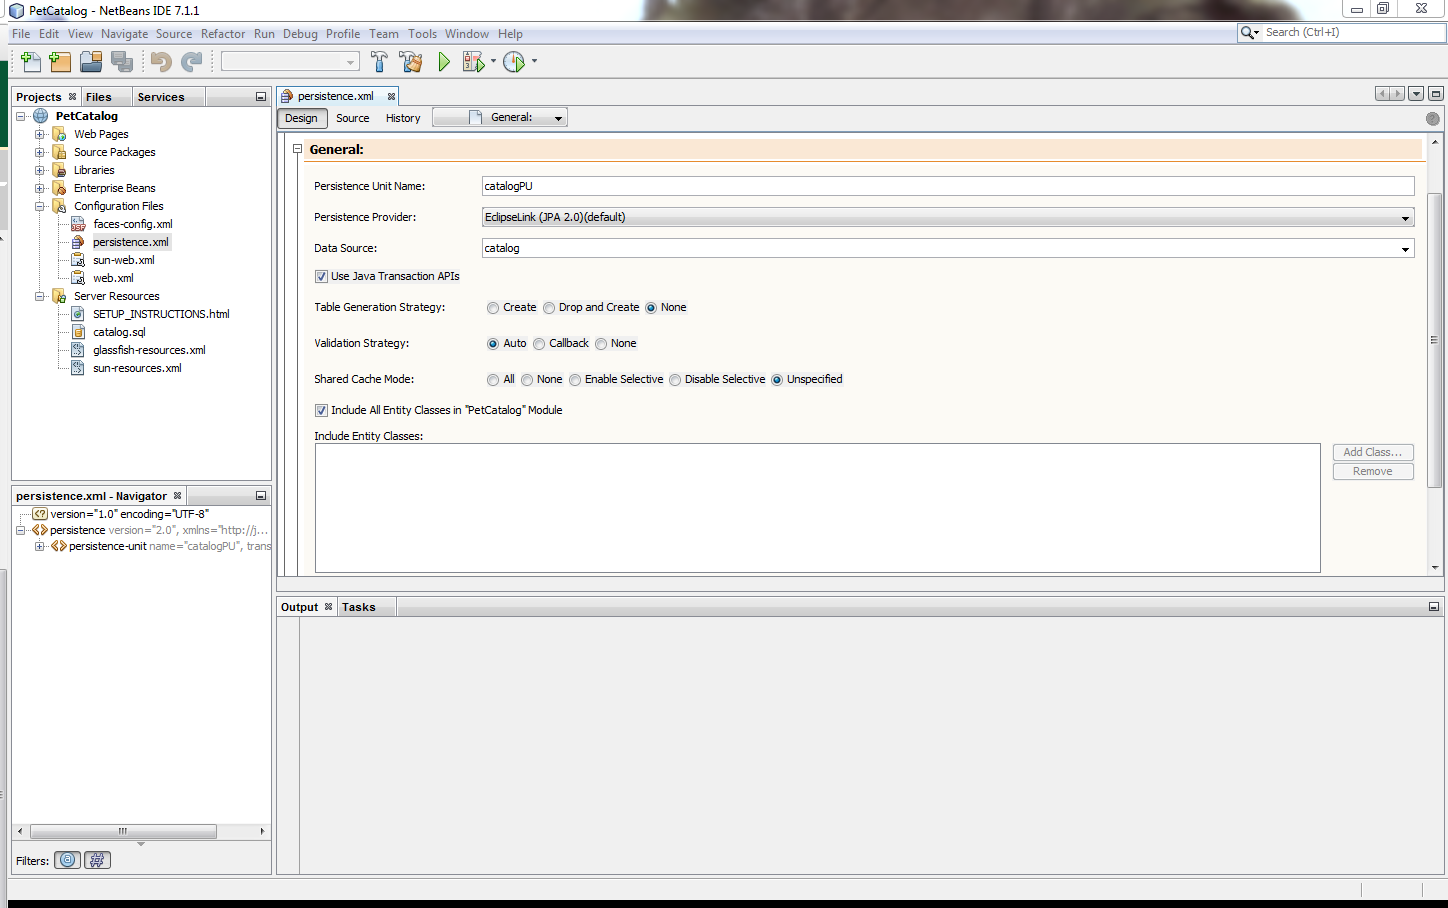 PetCatalog - NetBeans IDE 7.1.1
File Edit View Navigate Source Refactor Run Debug Profile Team Tools Window Help
Search (Ctrl+I)
Projects Files Services
PetCatalog
Web Pages
Source Packages
Libraries
Enterprise Beans
Configuration Files
faces-config.xml
persistence.xml
sun-web.xml
web.xml
Server Resources
SETUP_INSTRUCTIONS.html
catalog.sql
glassfish-resources.xml
sun-resources.xml
persistence.xml - Navigator
version="1.0" encoding="UTF-8"
persistence version="2.0", xmlns="http://j...
persistence-unit name="catalogPU", trans
Filters:
persistence.xml
Design Source History General:
General:
Persistence Unit Name: catalogPU
Persistence Provider: EclipseLink (JPA 2.0)(default)
Data Source: catalog
Use Java Transaction APIs
Table Generation Strategy: Create Drop and Create None
Validation Strategy: Auto Callback None
Shared Cache Mode: All None Enable Selective Disable Selective Unspecified
Include All Entity Classes in "PetCatalog" Module
Include Entity Classes:
Add Class...
Remove
Output Tasks